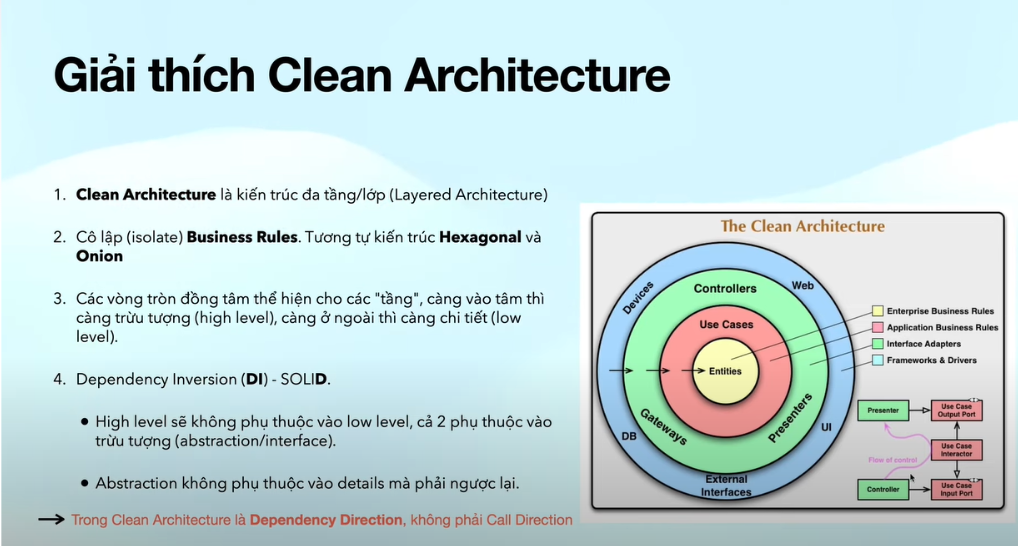 Giải thích Clean Architecture
1. Clean Architecture là kiến trúc đa tầng/lớp (Layered Architecture)
2. Cô lập (isolate) Business Rules. Tương tự kiến trúc Hexagonal và
Onion
3. Các vòng tròn đồng tâm thể hiện cho các "tầng", càng vào tâm thì
càng trừu tượng (high level), càng ở ngoài thì càng chi tiết (low
level).
4. Dependency Inversion (DI) - SOLID.
• High level sẽ không phụ thuộc vào low level, cả 2 phụ thuộc vào
trừu tượng (abstraction/interface).
• Abstraction không phụ thuộc vào details mà phải ngược lại.
→ Trong Clean Architecture là Dependency Direction, không phải Call Direction
The Clean Architecture
Devices
Controllers
Web
Use Cases
Entities
Gateways
Presenters
DB
UI
External
Interfaces
Enterprise Business Rules
Application Business Rules
Interface Adapters
Frameworks & Drivers
Presenter
Use Case
Output Port
Use Case
Interactor
Flow of control
Controller
Use Case
Input Port